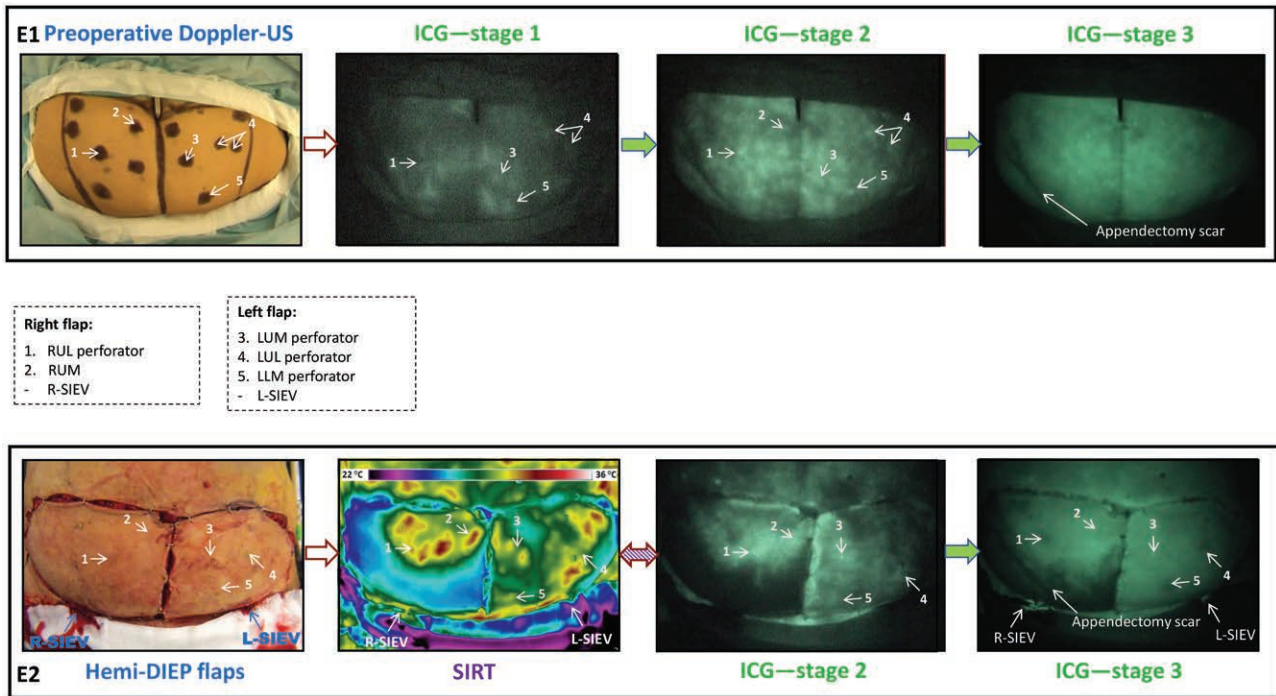 E1 Preoperative Doppler-US
ICG—stage 1
ICG—stage 2
ICG—stage 3
1
2
3
4
5
1
3
4
5
1
2
3
4
5
Appendectomy scar
Right flap:
1. RUL perforator
2. RUM
- R-SIEV
Left flap:
3. LUM perforator
4. LUL perforator
5. LLM perforator
- L-SIEV
1
2
3
4
5
R-SIEV
L-SIEV
22 °C
36 °C
1
2
3
4
5
R-SIEV
L-SIEV
1
2
3
4
5
1
2
3
4
5
R-SIEV
Appendectomy scar
L-SIEV
E2 Hemi-DIEP flaps
SIRT
ICG—stage 2
ICG—stage 3